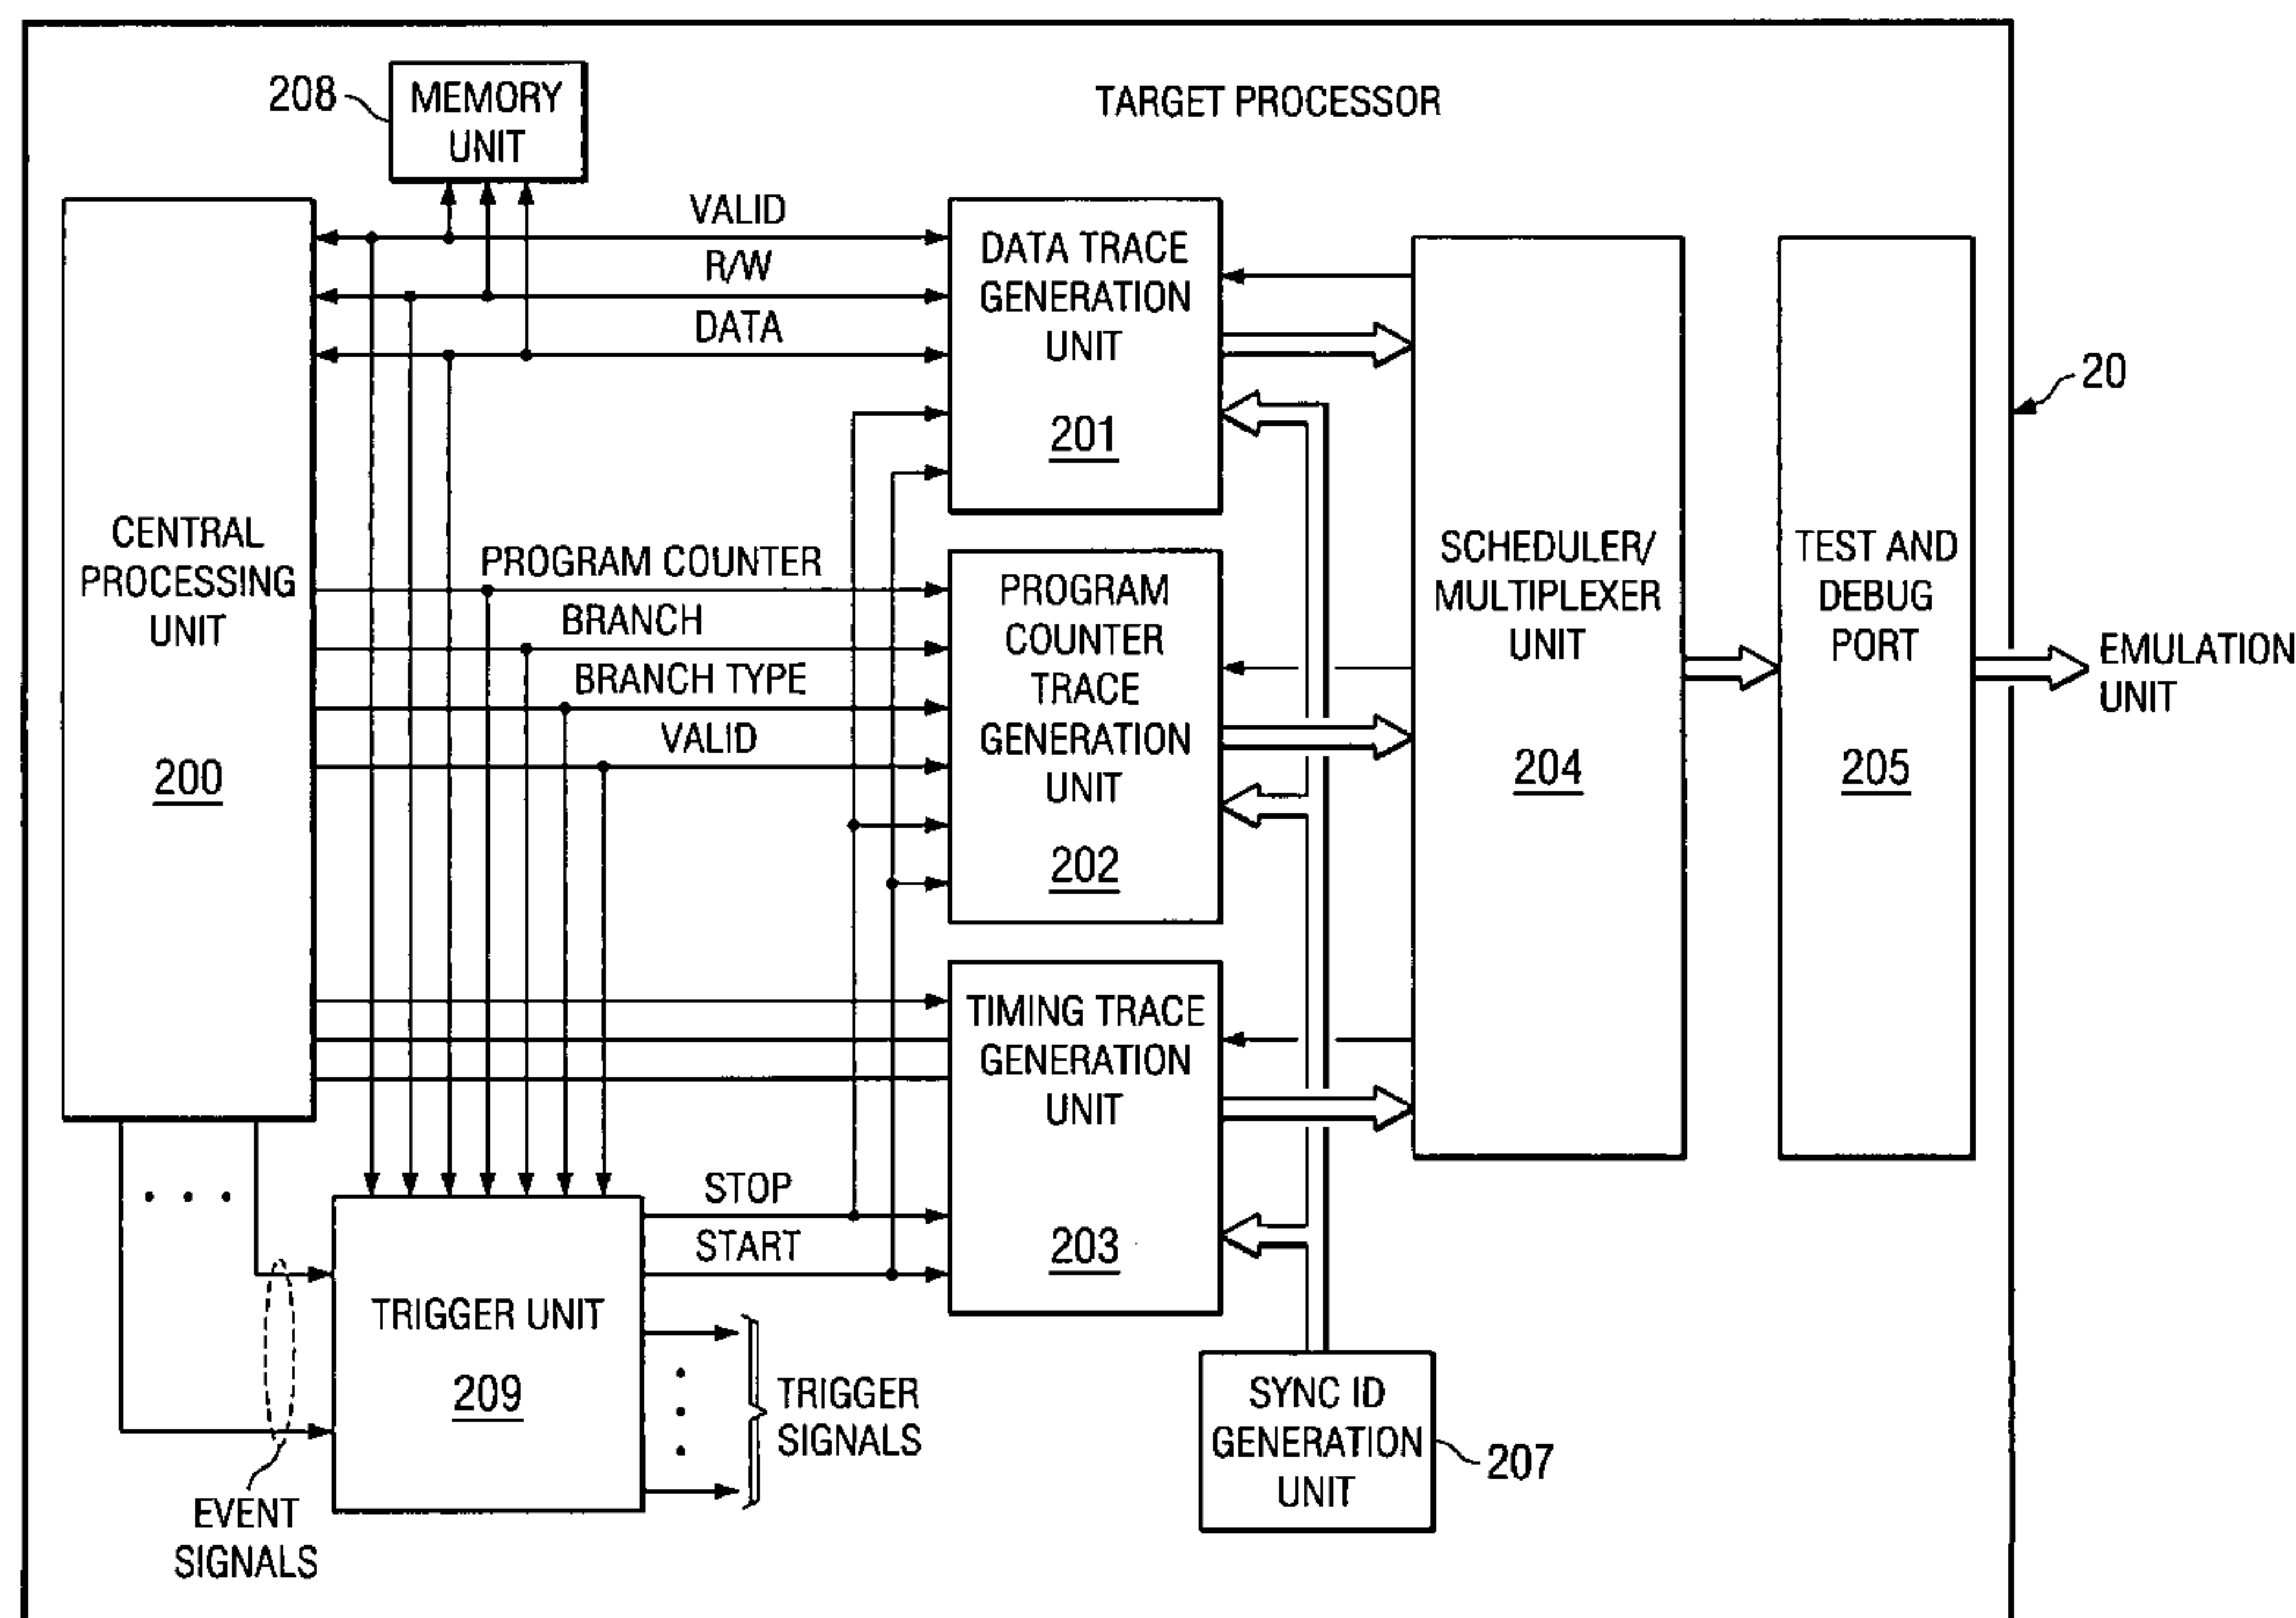 TARGET PROCESSOR
208
MEMORY
UNIT
VALID
R/W
DATA
CENTRAL
PROCESSING
UNIT
200
PROGRAM COUNTER
BRANCH
BRANCH TYPE
VALID
DATA TRACE
GENERATION
UNIT
201
PROGRAM
COUNTER
TRACE
GENERATION
UNIT
202
TIMING TRACE
GENERATION
UNIT
203
SCHEDULER/
MULTIPLEXER
UNIT
204
TEST AND
DEBUG
PORT
205
20
EMULATION
UNIT
STOP
START
TRIGGER UNIT
209
TRIGGER
SIGNALS
EVENT
SIGNALS
SYNC ID
GENERATION
UNIT
207